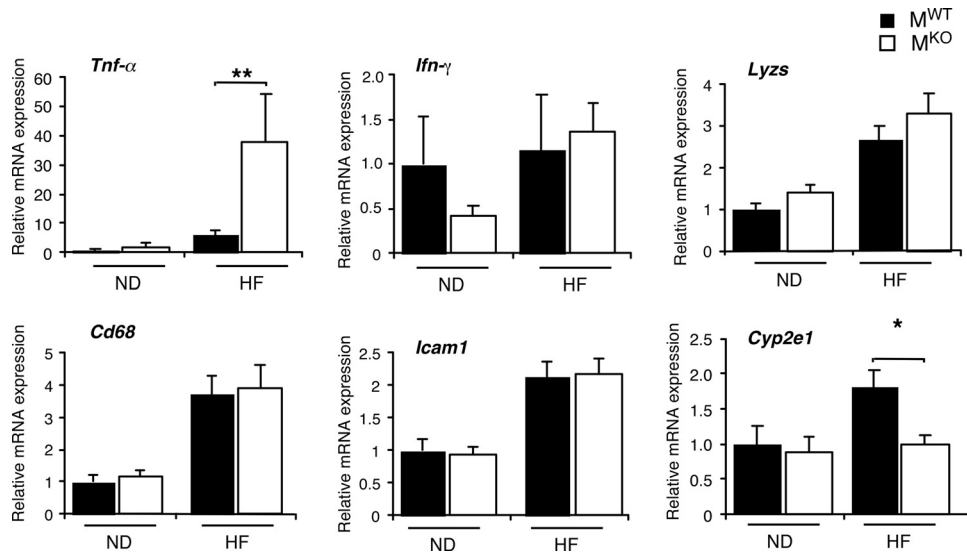 M^WT
M^KO
Tnf-α
Relative mRNA expression
60
50
40
30
20
10
0
**
ND
HF
Ifn-γ
Relative mRNA expression
2.0
1.5
1.0
0.5
0
ND
HF
Lyzs
Relative mRNA expression
4
3
2
1
0
ND
HF
Cd68
Relative mRNA expression
5
4
3
2
1
0
ND
HF
Icam1
Relative mRNA expression
2.5
2
1.5
1
0.5
0
ND
HF
Cyp2e1
Relative mRNA expression
2.5
2.0
1.5
1.0
0.5
0
*
ND
HF